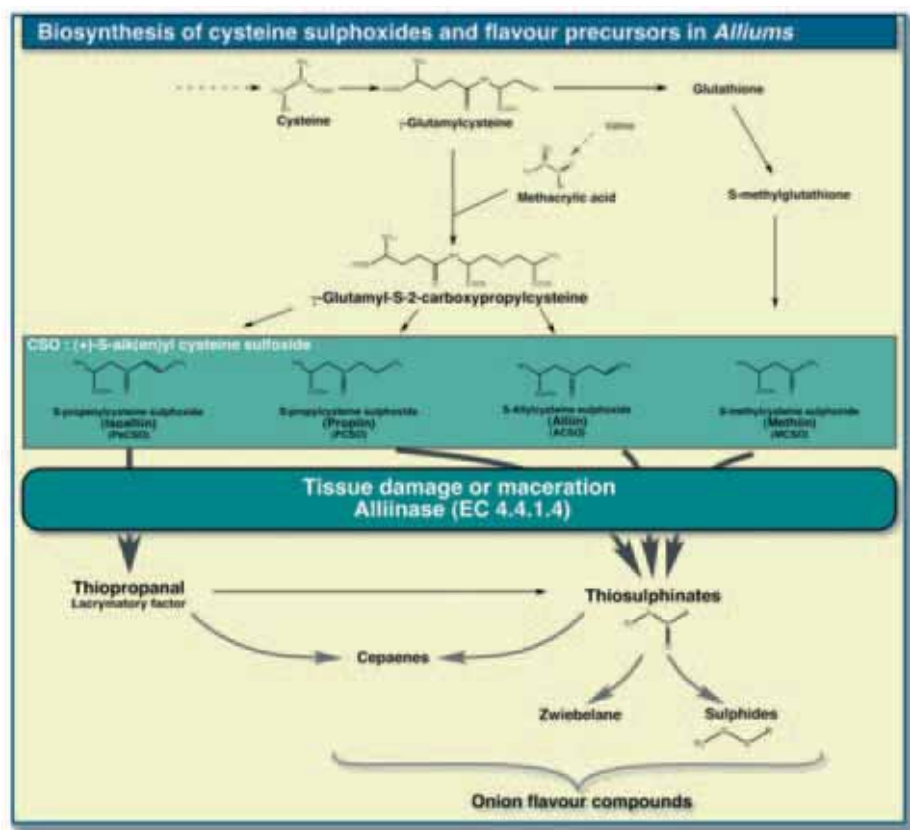 Biosynthesis of cysteine sulphoxides and flavour precursors in Alliums
Cysteine
γ-Glutamylcysteine
Glutathione
Valine
Methacrylic acid
S-methylglutathione
γ-Glutamyl-S-2-carboxypropylcysteine
CSO : (+)-S-alk(en)yl cysteine sulfoxide
S-propenylcysteine sulphoxide
(Isoalliin)
(PeCSO)
S-propylcysteine sulphoxide
(Propiin)
(PCSO)
S-allylcysteine sulphoxide
(Alliin)
(ACSO)
S-methylcysteine sulphoxide
(Methiin)
(MCSO)
Tissue damage or maceration
Alliinase (EC 4.4.1.4)
Thiopropanal
Lacrymatory factor
Thiosulphinates
Cepaenes
Zwiebelane
Sulphides
Onion flavour compounds